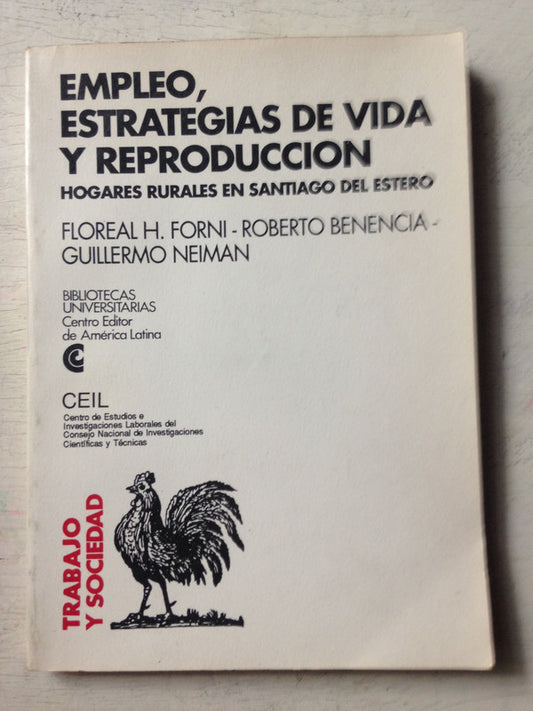 EMPLEO,
ESTRATEGIAS DE VIDA
Y REPRODUCCION
HOGARES RURALES EN SANTIAGO DEL ESTERO
FLOREAL H. FORNI - ROBERTO BENENCIA -
GUILLERMO NEIMAN
BIBLIOTECAS
UNIVERSITARIAS
Centro Editor
de América Latina
CEIL
Centro de Estudios e
Investigaciones Laborales del
Consejo Nacional de Investigaciones
Científicas y Técnicas
TRABAJO
Y SOCIEDAD